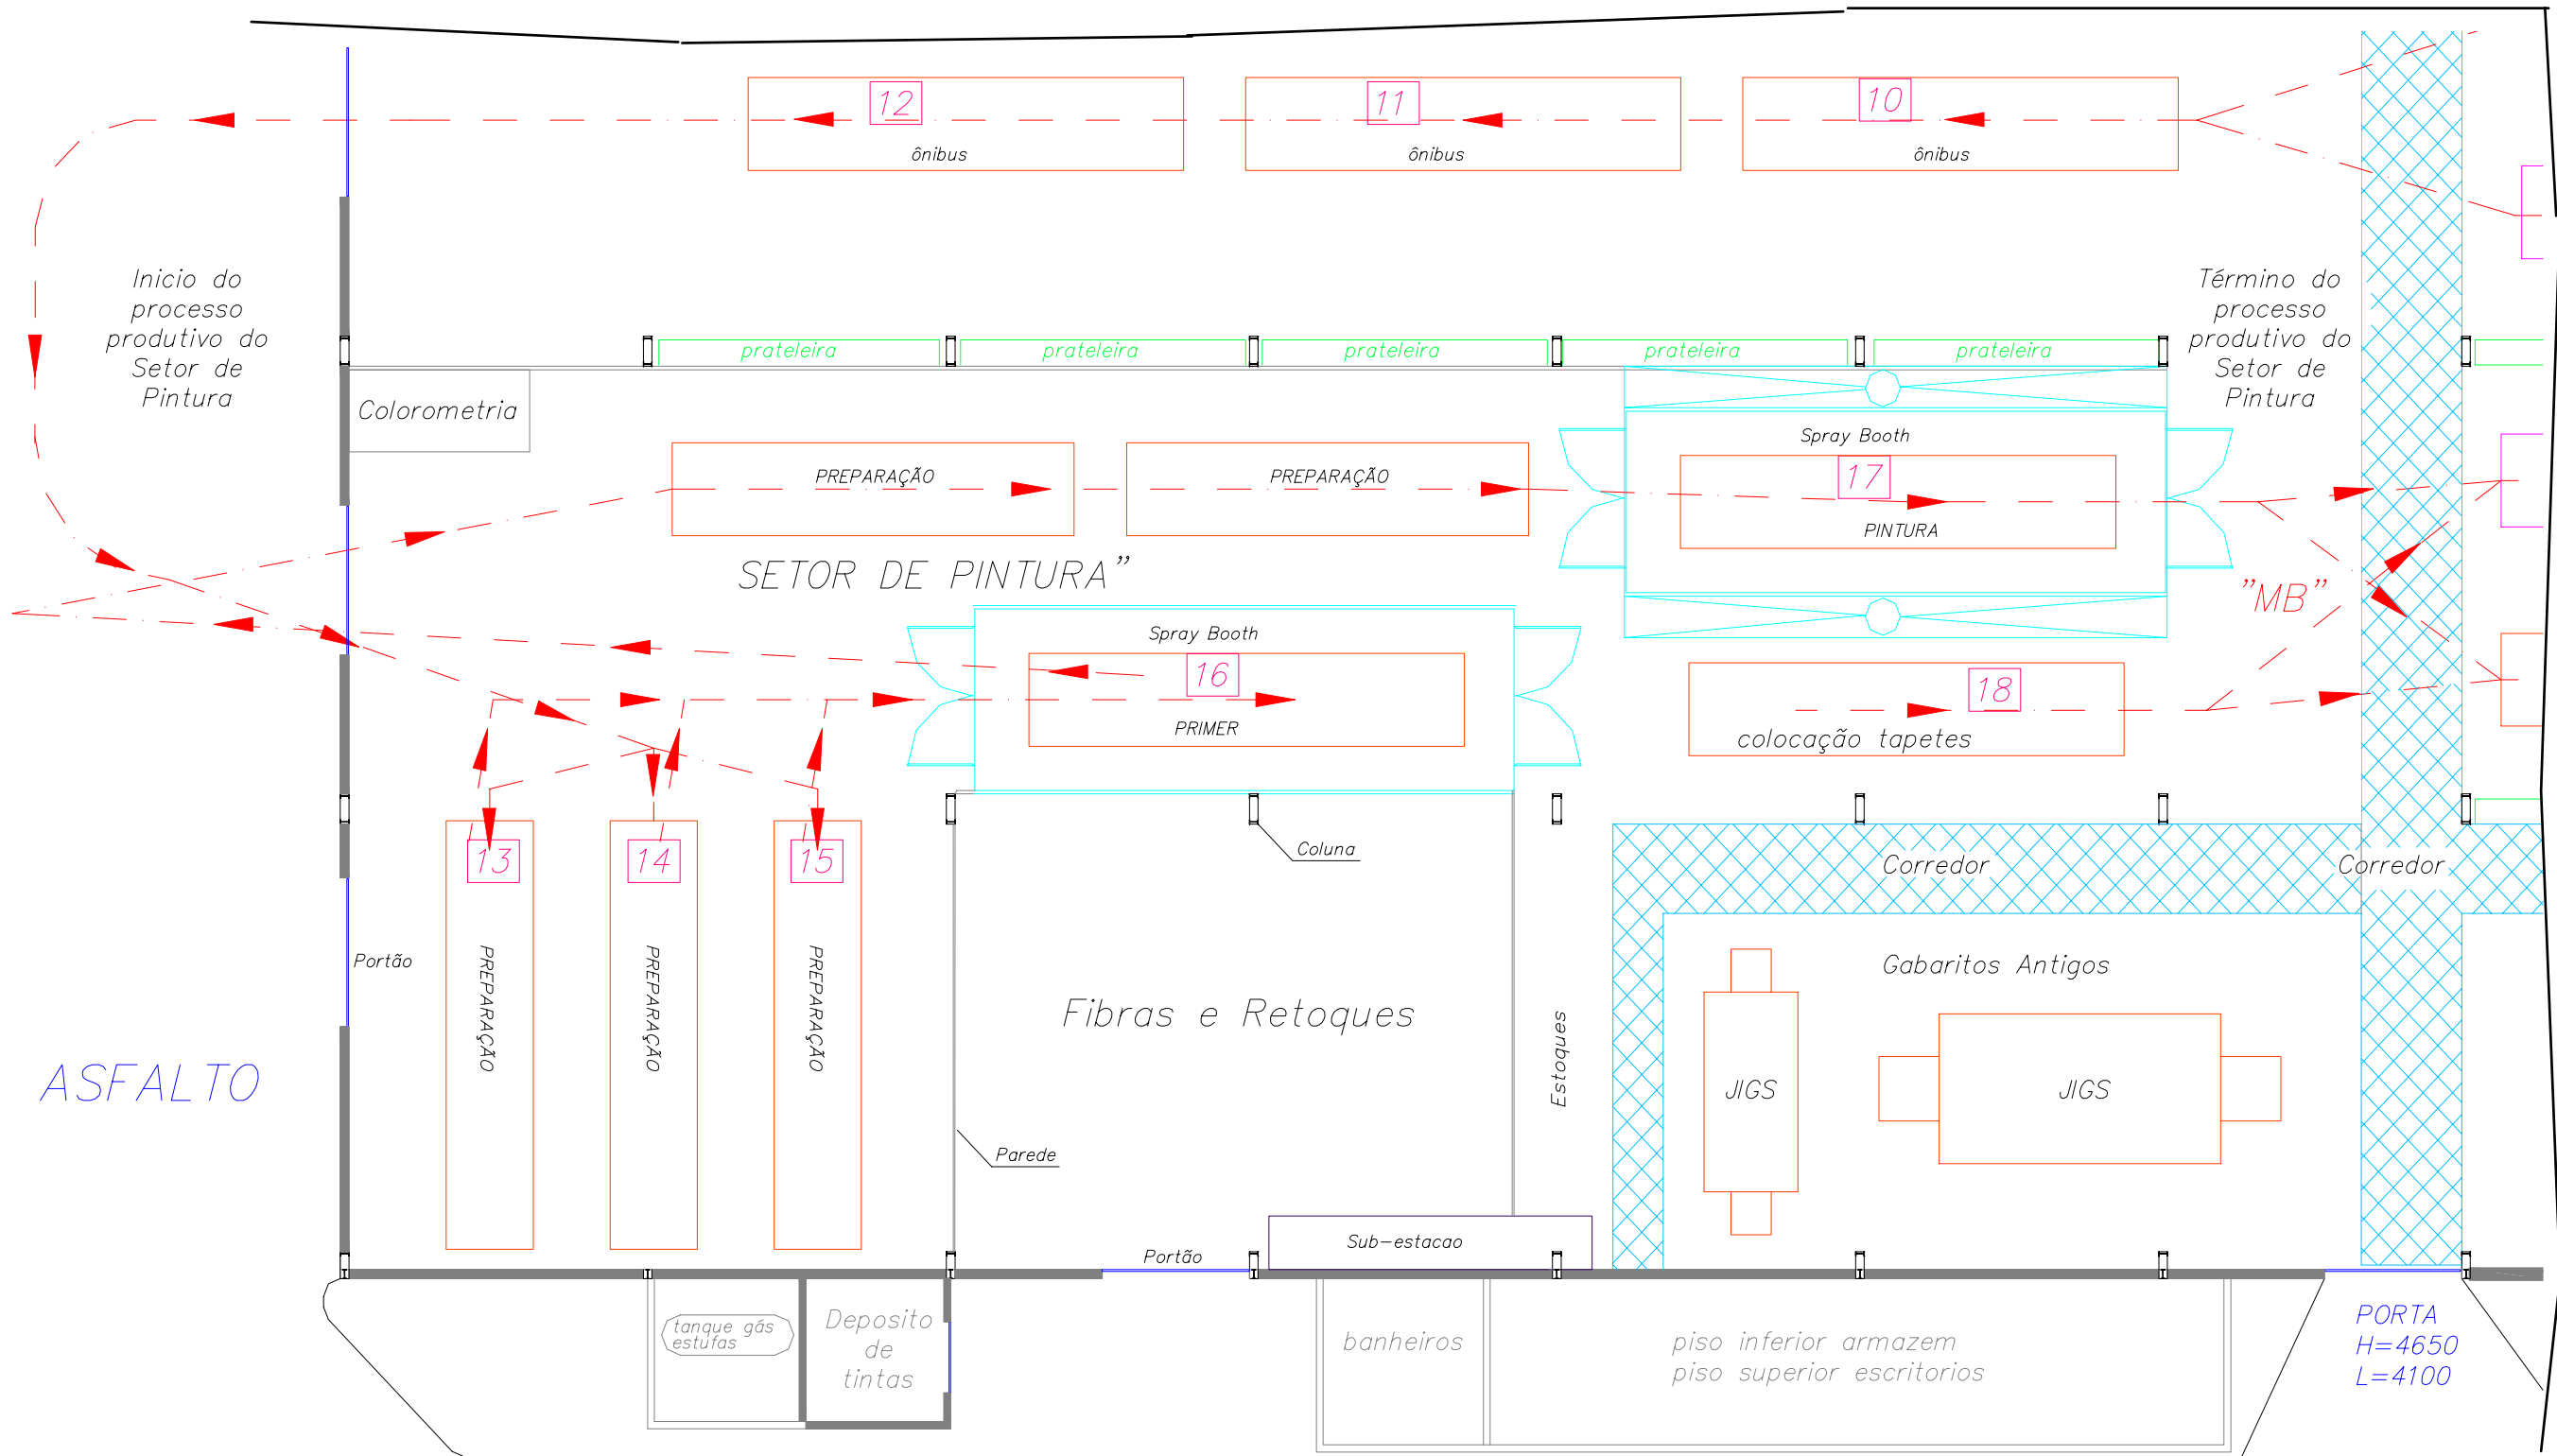 12
11
10
ônibus
ônibus
ônibus
Inicio do
processo
produtivo do
Setor de
Pintura
Término do
processo
produtivo do
Setor de
Pintura
prateleira
prateleira
prateleira
prateleira
prateleira
Colorometria
PREPARAÇÃO
PREPARAÇÃO
Spray Booth
17
PINTURA
SETOR DE PINTURA”
”MB”
Spray Booth
16
PRIMER
18
colocação tapetes
13
14
15
Coluna
Corredor
Corredor
Portão
PREPARAÇÃO
PREPARAÇÃO
PREPARAÇÃO
Fibras e Retoques
Estoques
Gabaritos Antigos
JIGS
JIGS
ASFALTO
Parede
Sub-estacao
Portão
tanque gás
estufas
Deposito
de
tintas
banheiros
piso inferior armazem
piso superior escritorios
PORTA
H=4650
L=4100